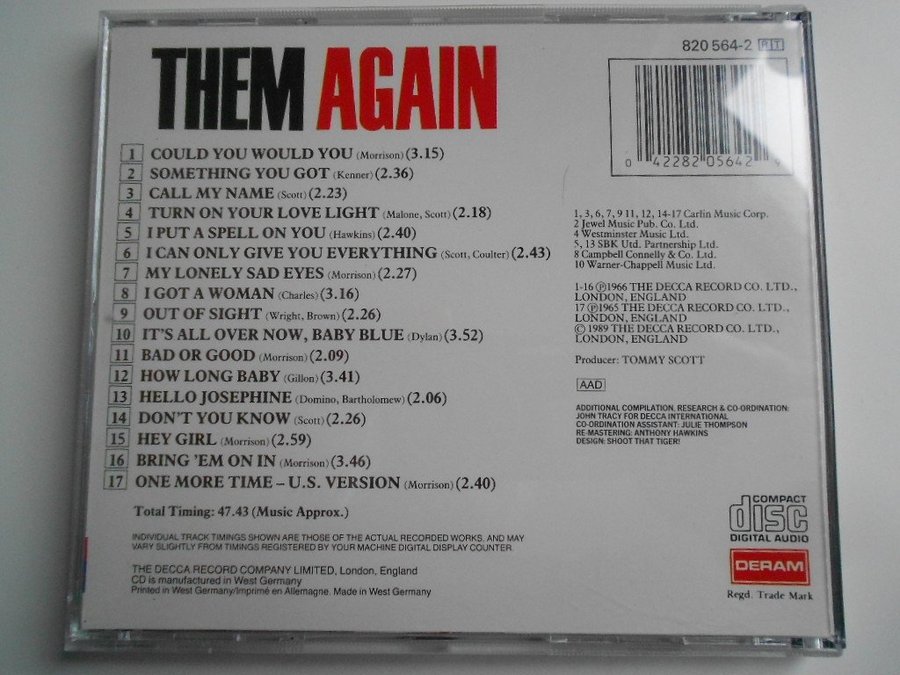 THEM AGAIN
820 564-2 P T
0 42282 05642 9
1 COULD YOU WOULD YOU (Morrison) (3.15)
2 SOMETHING YOU GOT (Kenner) (2.36)
3 CALL MY NAME (Scott) (2.23)
4 TURN ON YOUR LOVE LIGHT (Malone, Scott) (2.18)
5 I PUT A SPELL ON YOU (Hawkins) (2.40)
6 I CAN ONLY GIVE YOU EVERYTHING (Scott, Coulter) (2.43)
7 MY LONELY SAD EYES (Morrison) (2.27)
8 I GOT A WOMAN (Charles) (3.16)
9 OUT OF SIGHT (Wright, Brown) (2.26)
10 IT'S ALL OVER NOW, BABY BLUE (Dylan) (3.52)
11 BAD OR GOOD (Morrison) (2.09)
12 HOW LONG BABY (Gillon) (3.41)
13 HELLO JOSEPHINE (Domino, Bartholomew) (2.06)
14 DON'T YOU KNOW (Scott) (2.26)
15 HEY GIRL (Morrison) (2.59)
16 BRING 'EM ON IN (Morrison) (3.46)
17 ONE MORE TIME – U.S. VERSION (Morrison) (2.40)
Total Timing: 47.43 (Music Approx.)
INDIVIDUAL TRACK TIMINGS SHOWN ARE THOSE OF THE ACTUAL RECORDED WORKS, AND MAY
VARY SLIGHTLY FROM TIMINGS REGISTERED BY YOUR MACHINE DIGITAL DISPLAY COUNTER.
THE DECCA RECORD COMPANY LIMITED, London, England
CD is manufactured in West Germany
Printed in West Germany/Imprimé en Allemagne. Made in West Germany
1, 3, 6, 7, 9 11, 12, 14-17 Carlin Music Corp.
2 Jewel Music Pub. Co. Ltd.
4 Westminster Music Ltd.
5, 13 SBK Utd. Partnership Ltd.
8 Campbell Connelly & Co. Ltd.
10 Warner-Chappell Music Ltd.
1-16 ℗1966 THE DECCA RECORD CO. LTD.,
LONDON, ENGLAND
17 ℗1965 THE DECCA RECORD CO. LTD.,
LONDON, ENGLAND
© 1989 THE DECCA RECORD CO. LTD.,
LONDON, ENGLAND
Producer: TOMMY SCOTT
AAD
ADDITIONAL COMPILATION, RESEARCH & CO-ORDINATION:
JOHN TRACY FOR DECCA INTERNATIONAL
CO-ORDINATION ASSISTANT: JULIE THOMPSON
RE-MASTERING: ANTHONY HAWKINS
DESIGN: SHOOT THAT TIGER!
COMPACT
disc
DIGITAL AUDIO
DERAM
Regd. Trade Mark